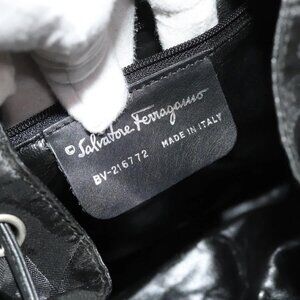 © Salvatore Ferragamo
BV-216772 MADE IN ITALY